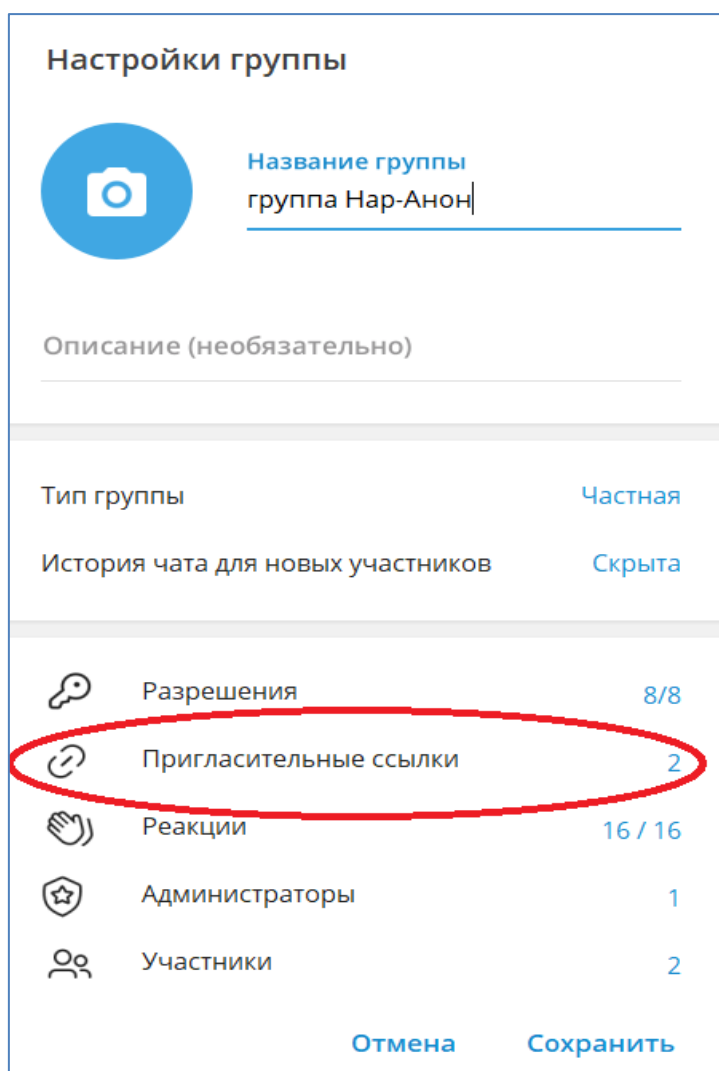 Настройки группы
Название группы
группа Нар-Анон
Описание (необязательно)
Тип группы Частная
История чата для новых участников Скрыта
Разрешения 8/8
Пригласительные ссылки 2
Реакции 16 / 16
Администраторы 1
Участники 2
Отмена Сохранить